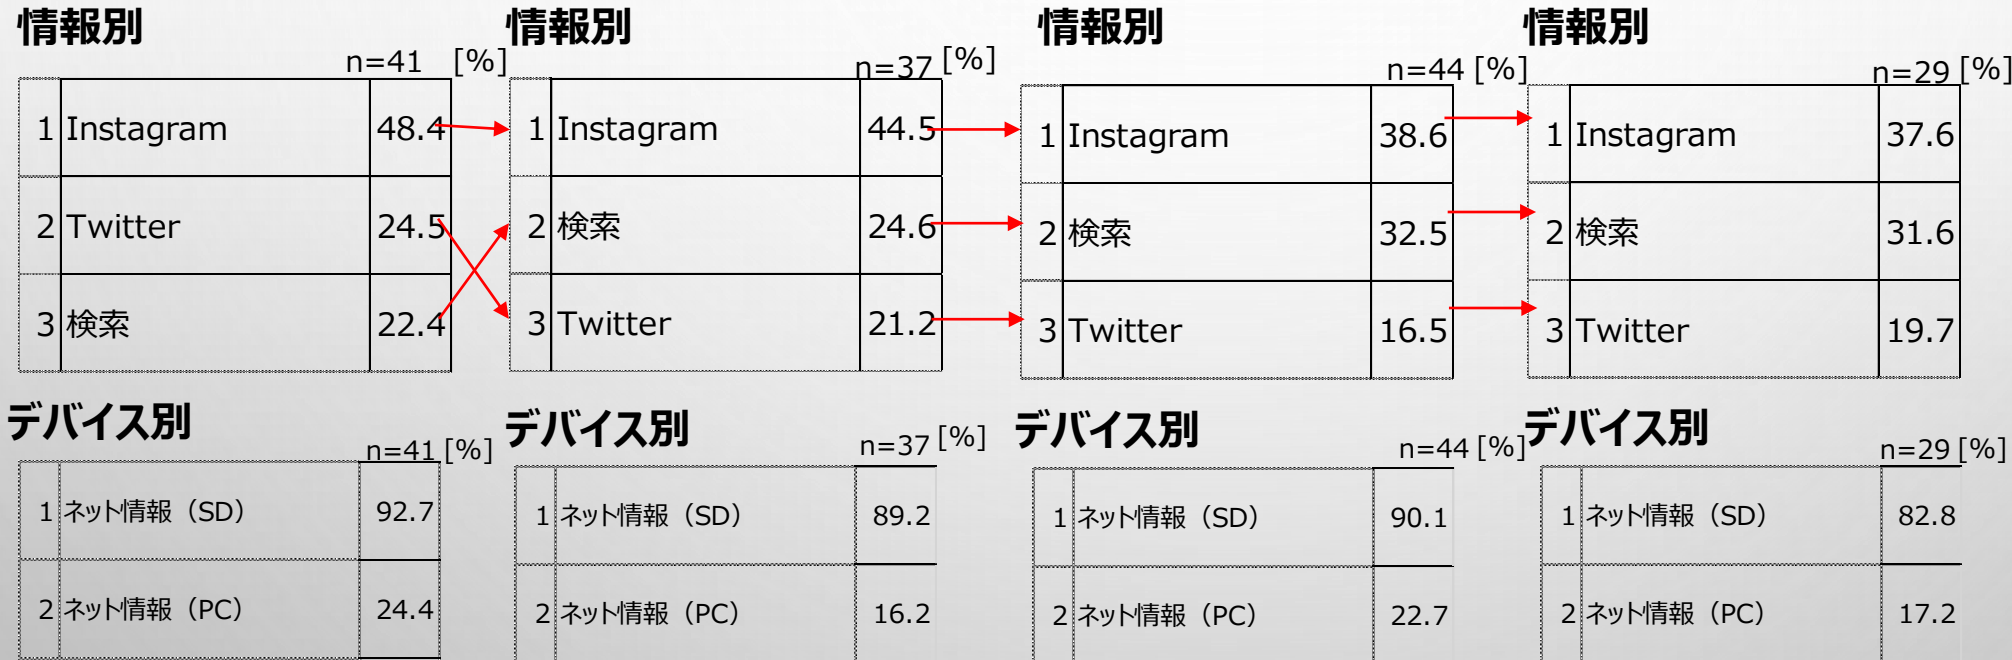 情報別 情報別 情報別 情報別
n=41 [%] n=37 [%] n=44 [%] n=29 [%]
1 Instagram 48.4 1 Instagram 44.5 1 Instagram 38.6 1 Instagram 37.6
2 Twitter 24.5 2 検索 24.6 2 検索 32.5 2 検索 31.6
3 検索 22.4 3 Twitter 21.2 3 Twitter 16.5 3 Twitter 19.7
デバイス別 デバイス別 デバイス別 デバイス別
n=41 [%] n=37 [%] n=44 [%] n=29 [%]
1 ネット情報（SD） 92.7 1 ネット情報（SD） 89.2 1 ネット情報（SD） 90.1 1 ネット情報（SD） 82.8
2 ネット情報（PC） 24.4 2 ネット情報（PC） 16.2 2 ネット情報（PC） 22.7 2 ネット情報（PC） 17.2